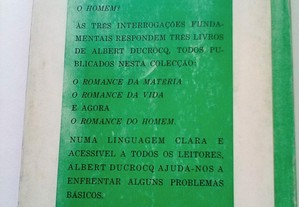 O HOMEM?
ÀS TRÊS INTERROGAÇÕES FUNDA-
MENTAIS RESPONDEM TRÊS LIVROS
DE ALBERT DUCROCQ, TODOS PU-
BLICADOS NESTA COLECÇÃO:
O ROMANCE DA MATÉRIA
O ROMANCE DA VIDA
E AGORA
O ROMANCE DO HOMEM.
NUMA LINGUAGEM CLARA E
ACESSÍVEL A TODOS OS LEITORES,
ALBERT DUCROCQ AJUDA-NOS A
ENFRENTAR ALGUNS PROBLEMAS
BÁSICOS.